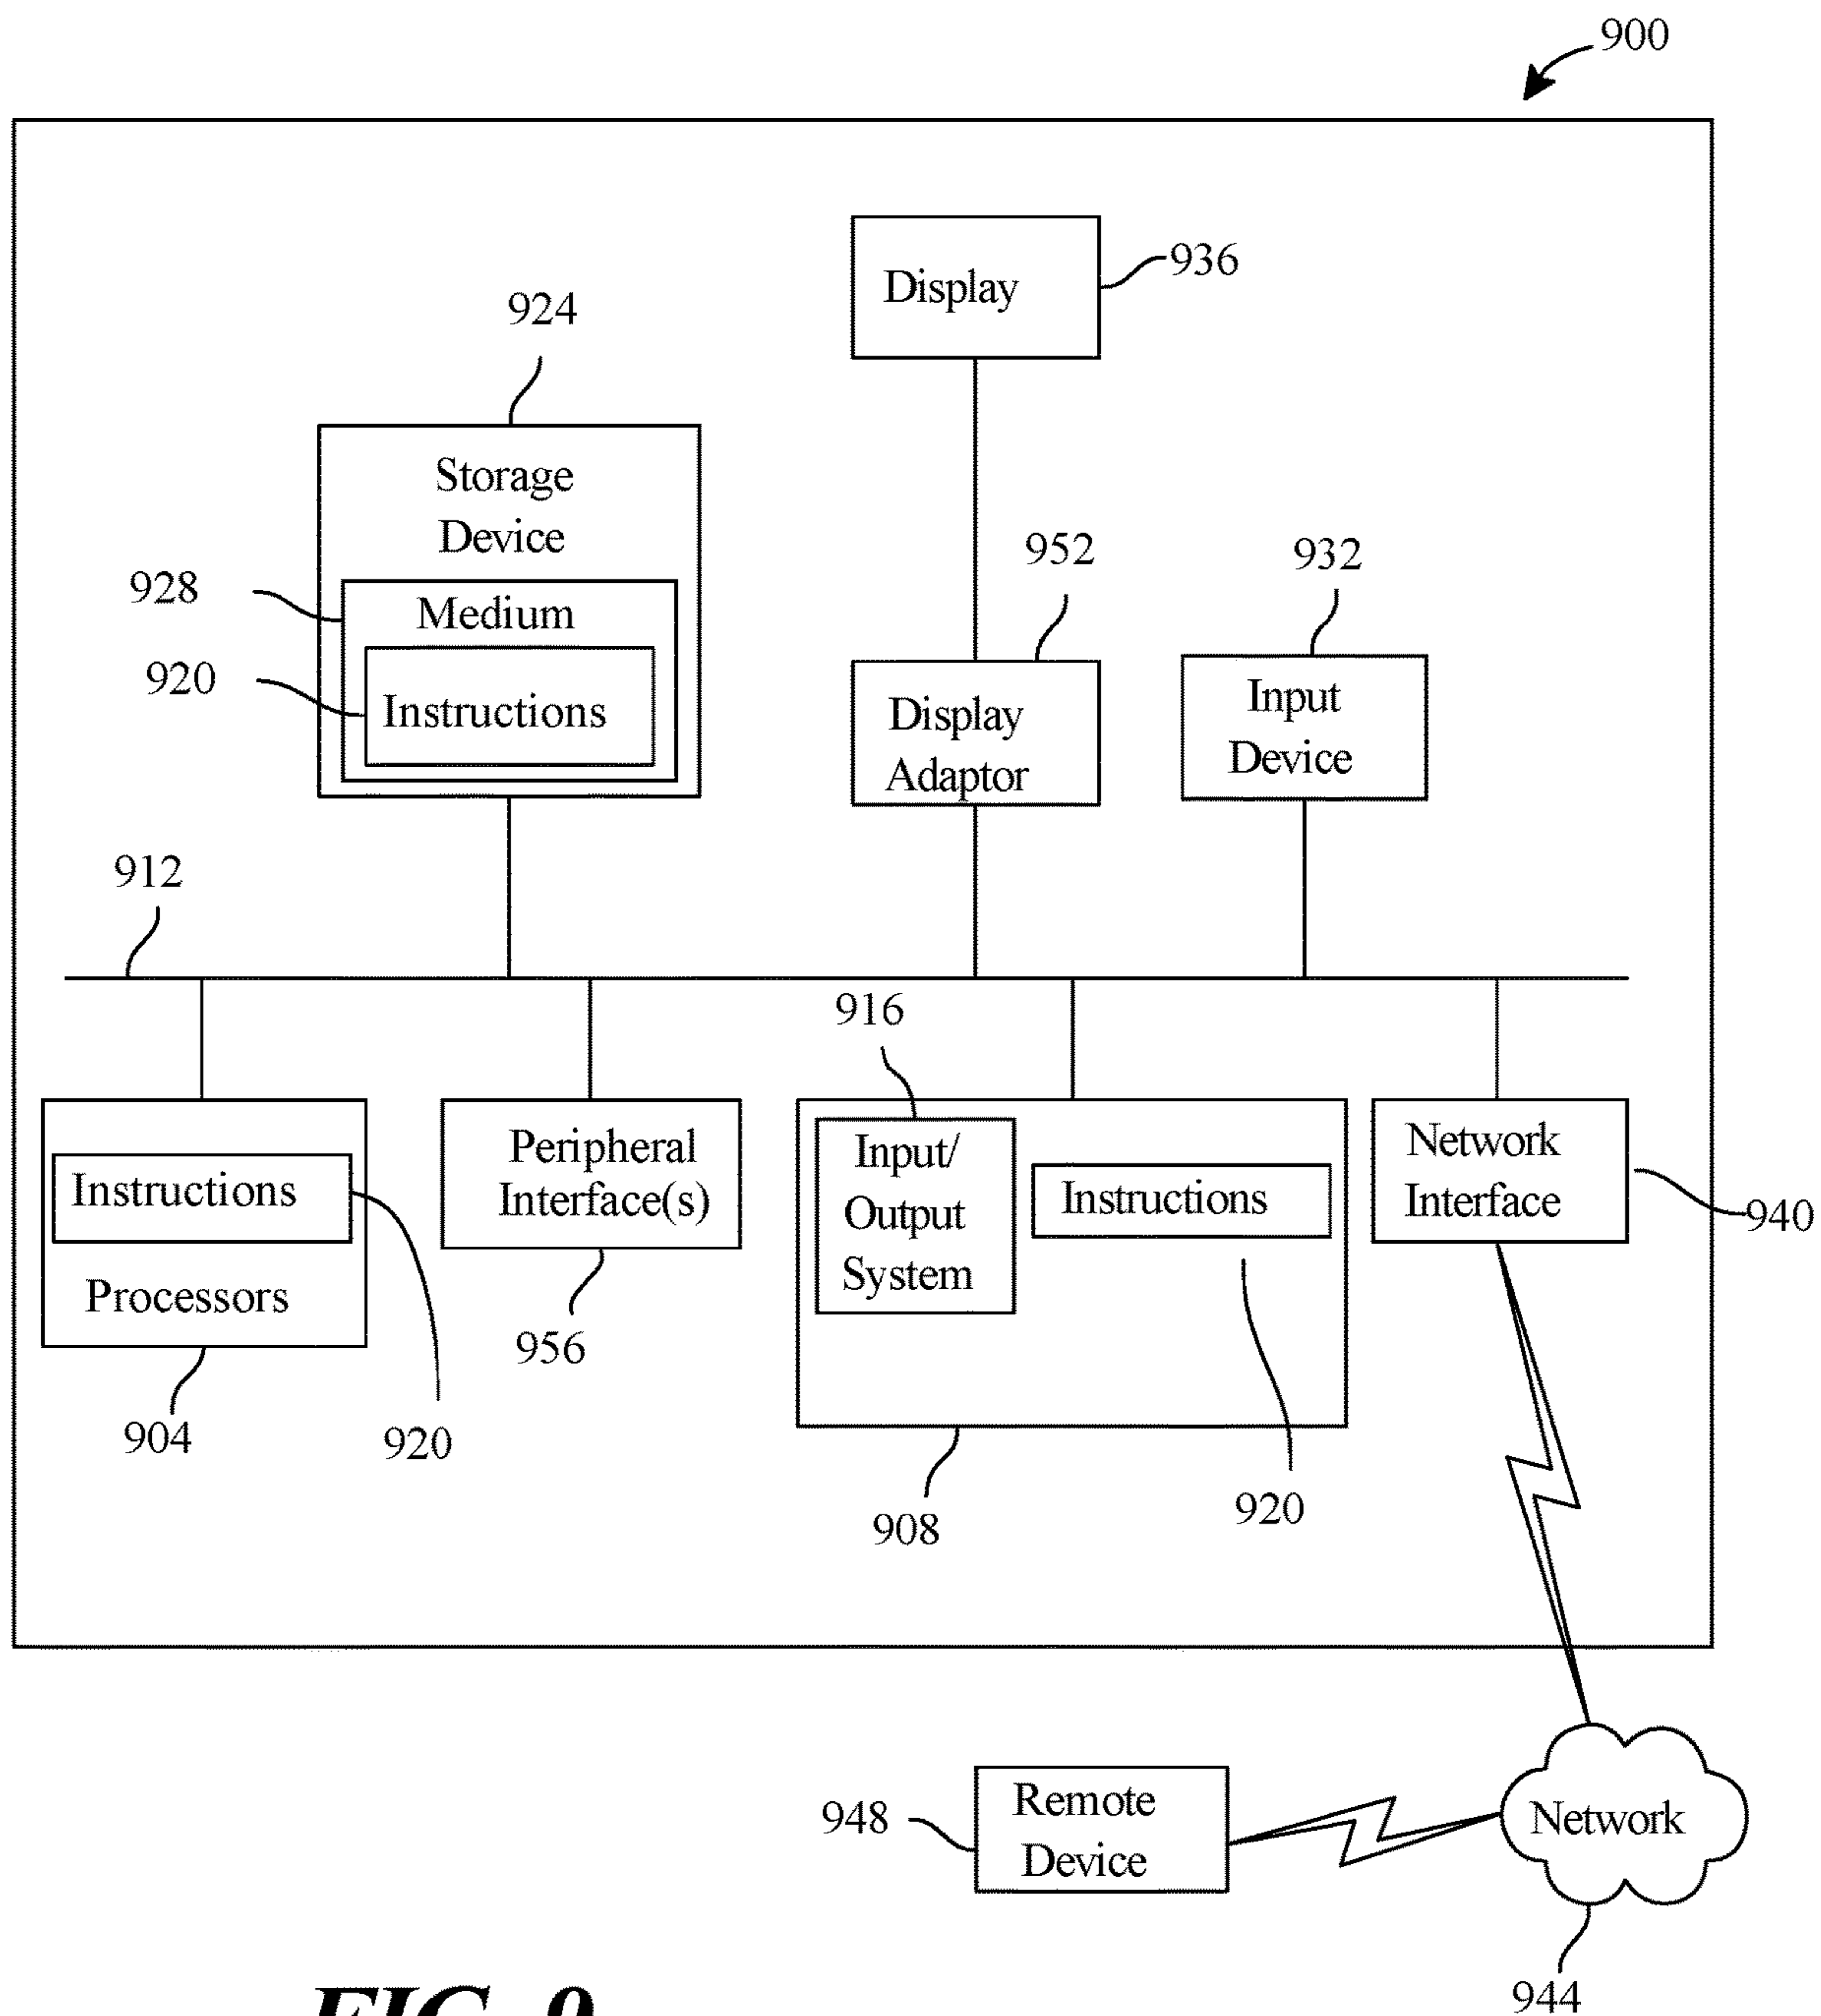 900
Display
936
924
Storage
Device
928
Medium
920
Instructions
952
Display
Adaptor
932
Input
Device
912
916
Instructions
Processors
904
920
Peripheral
Interface(s)
956
Input/
Output
System
Instructions
908
920
Network
Interface
940
948
Remote
Device
Network
944
FIG. 9